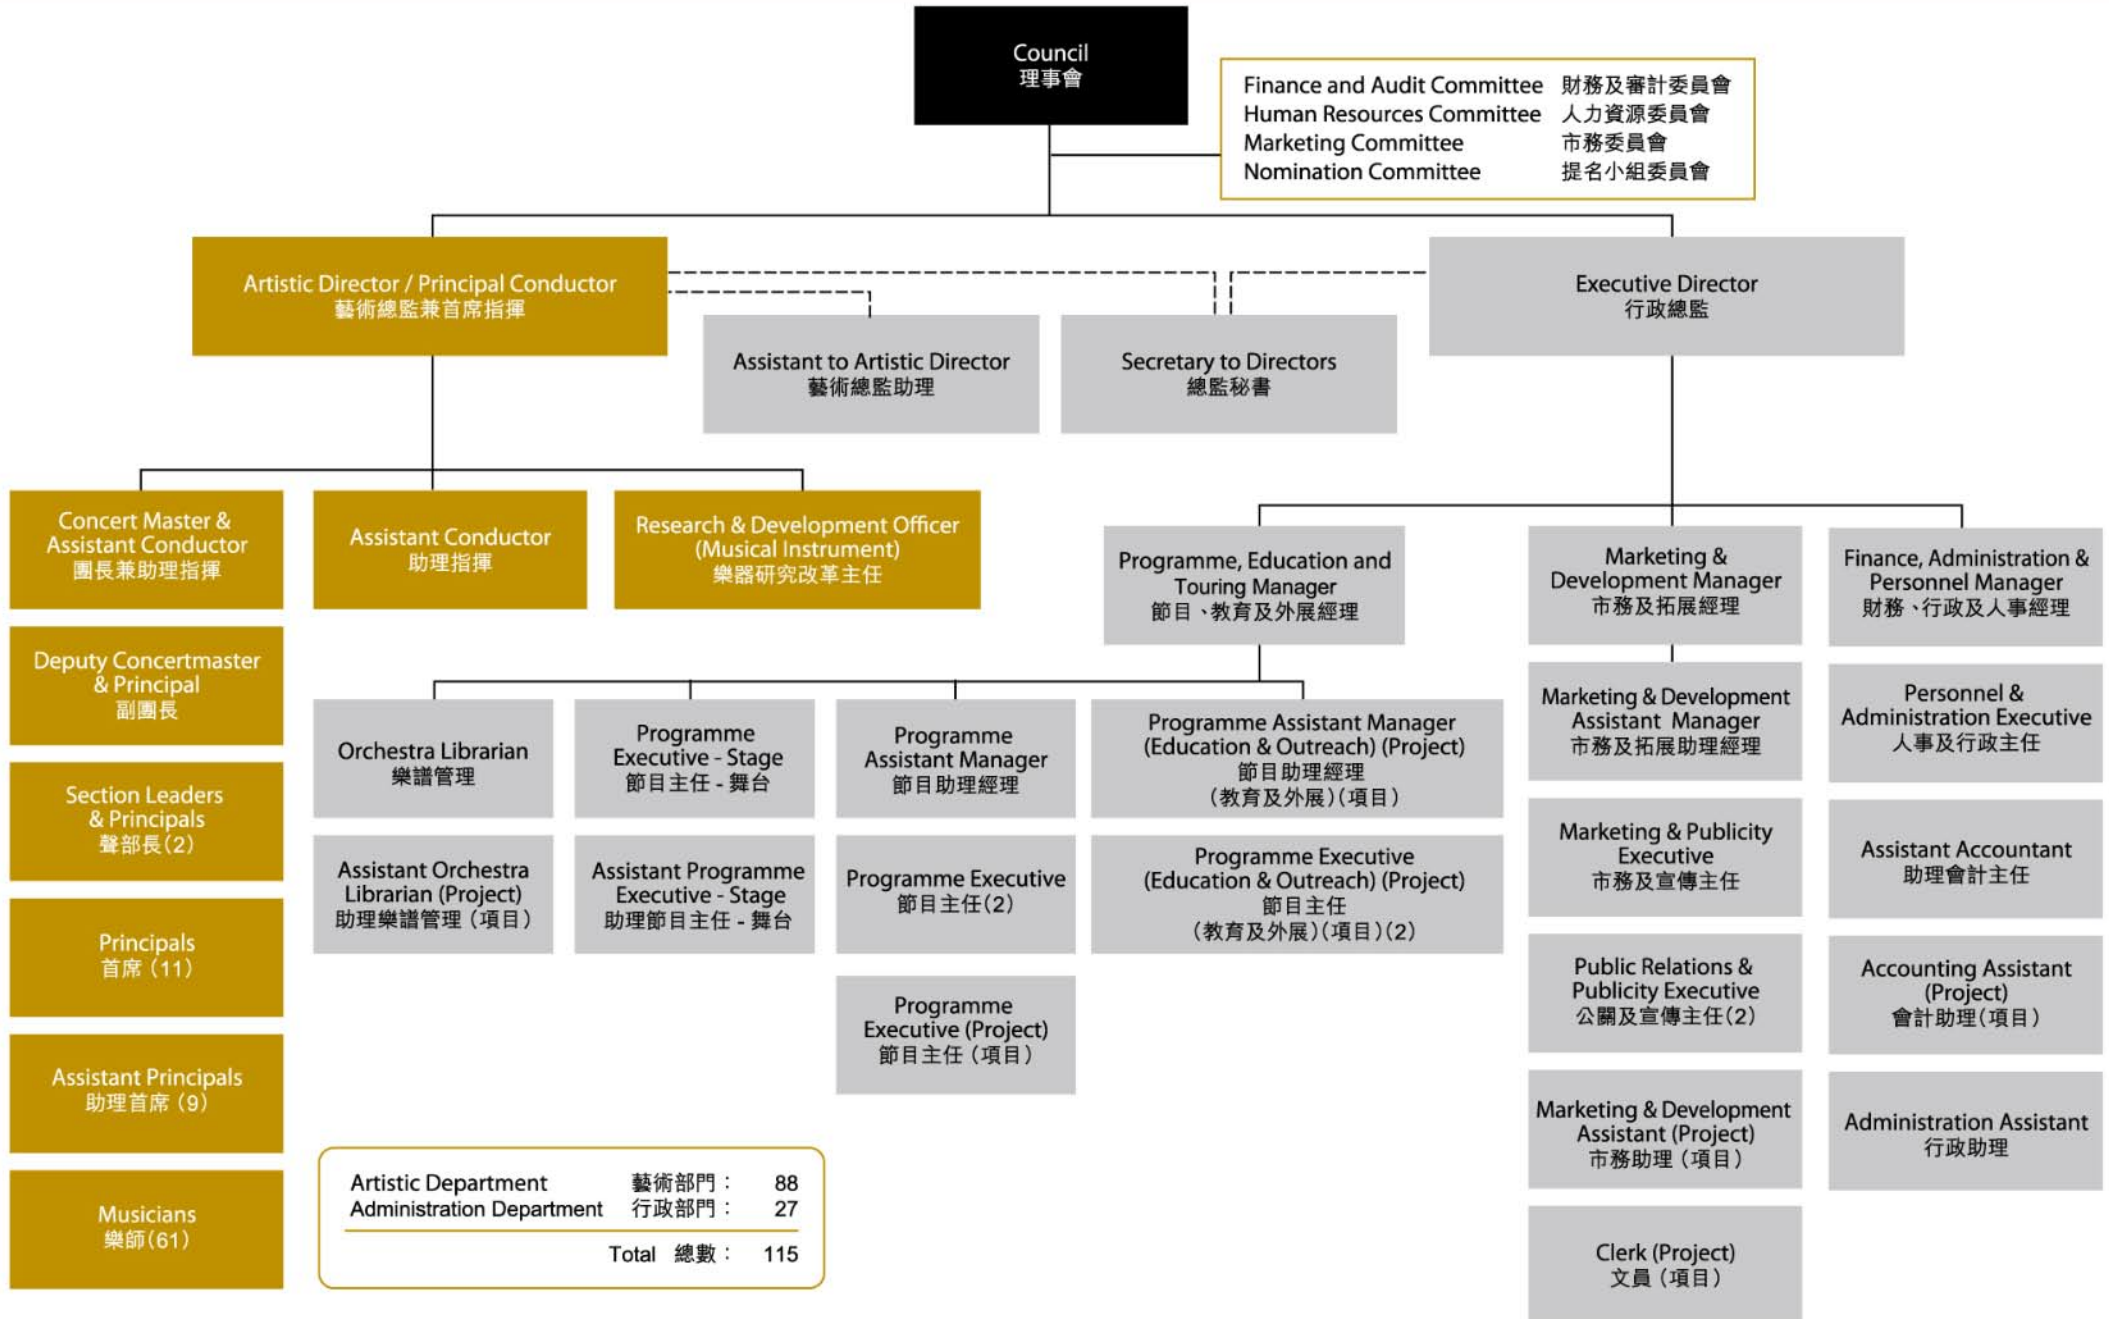 Council
理事會
Finance and Audit Committee 財務及審計委員會
Human Resources Committee 人力資源委員會
Marketing Committee 市務委員會
Nomination Committee 提名小組委員會
Artistic Director / Principal Conductor
藝術總監兼首席指揮
Executive Director
行政總監
Assistant to Artistic Director
藝術總監助理
Secretary to Directors
總監秘書
Concert Master &
Assistant Conductor
團長兼助理指揮
Assistant Conductor
助理指揮
Research & Development Officer
(Musical Instrument)
樂器研究改革主任
Deputy Concertmaster
& Principal
副團長
Section Leaders
& Principals
聲部長(2)
Principals
首席（11）
Assistant Principals
助理首席（9）
Musicians
樂師(61)
Programme, Education and
Touring Manager
節目、教育及外展經理
Orchestra Librarian
樂譜管理
Assistant Orchestra
Librarian (Project)
助理樂譜管理（項目）
Programme
Executive - Stage
節目主任 - 舞台
Assistant Programme
Executive - Stage
助理節目主任 - 舞台
Programme
Assistant Manager
節目助理經理
Programme Executive
節目主任(2)
Programme
Executive (Project)
節目主任（項目）
Programme Assistant Manager
(Education & Outreach) (Project)
節目助理經理
（教育及外展）(項目)
Programme Executive
(Education & Outreach) (Project)
節目主任
（教育及外展）(項目)(2)
Marketing &
Development Manager
市務及拓展經理
Marketing & Development
Assistant Manager
市務及拓展助理經理
Marketing & Publicity
Executive
市務及宣傳主任
Public Relations &
Publicity Executive
公關及宣傳主任(2)
Marketing & Development
Assistant (Project)
市務助理（項目）
Clerk (Project)
文員（項目）
Finance, Administration &
Personnel Manager
財務、行政及人事經理
Personnel &
Administration Executive
人事及行政主任
Assistant Accountant
助理會計主任
Accounting Assistant
(Project)
會計助理(項目)
Administration Assistant
行政助理
Artistic Department 藝術部門： 88
Administration Department 行政部門： 27
Total 總數： 115